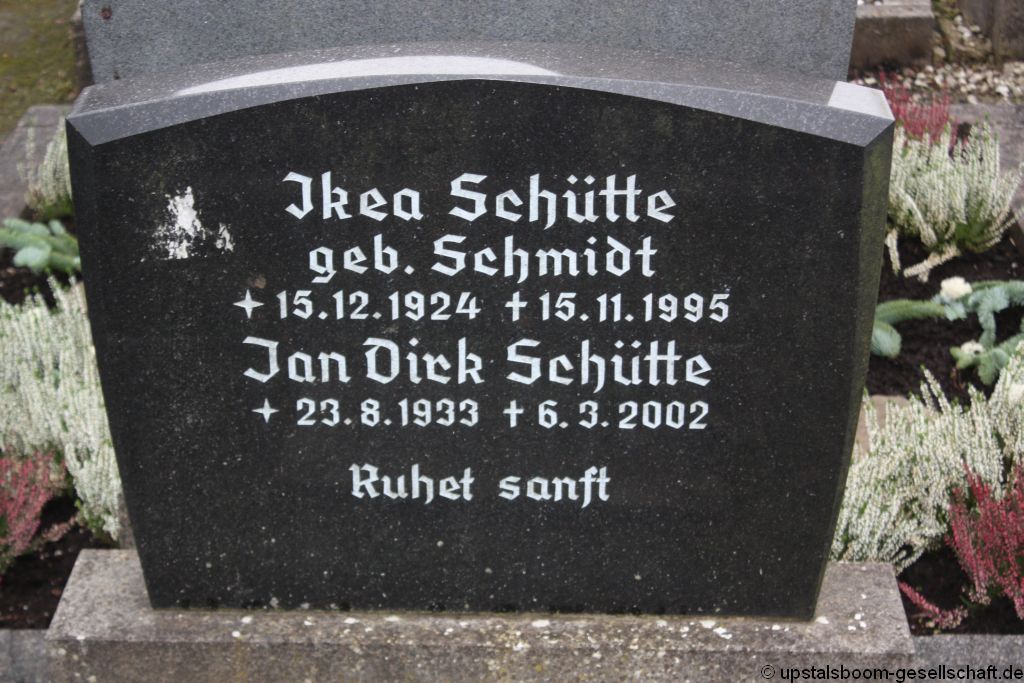 Ikea Schütte
geb. Schmidt
✦ 15.12.1924 ✝ 15.11.1995
Jan Dirk Schütte
✦ 23.8.1933 ✝ 6.3.2002
Ruhet sanft
© upstalsboom-gesellschaft.de